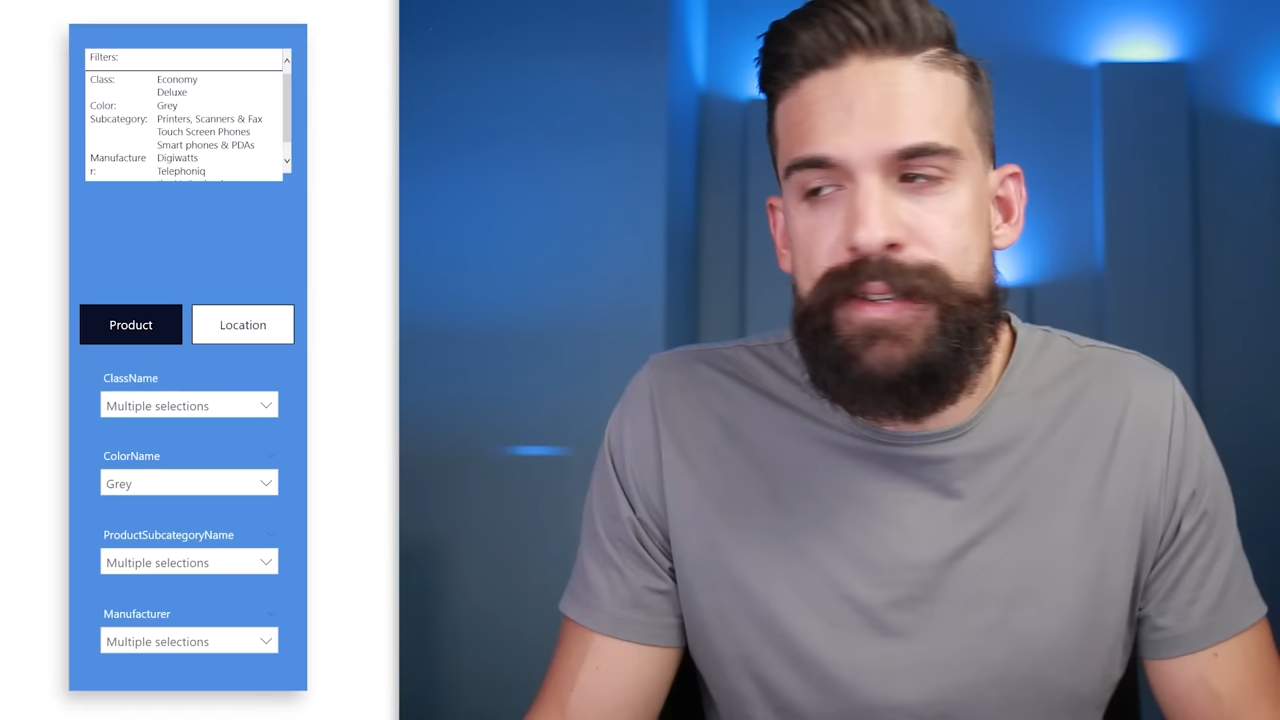 Filters:
Class: Economy
Deluxe
Color: Grey
Subcategory: Printers, Scanners & Fax
Touch Screen Phones
Smart phones & PDAs
Manufacture Digiwatts
r: Telephoniq
Product Location
ClassName
Multiple selections
ColorName
Grey
ProductSubcategoryName
Multiple selections
Manufacturer
Multiple selections